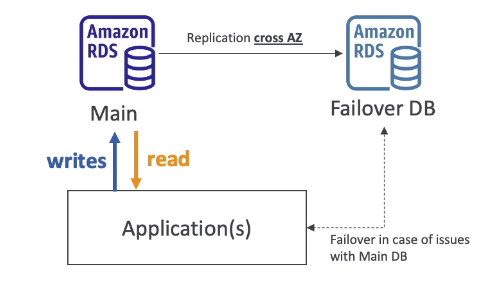 Amazon
RDS
Replication cross AZ
Amazon
RDS
Main
Failover DB
writes
read
Application(s)
Failover in case of issues
with Main DB